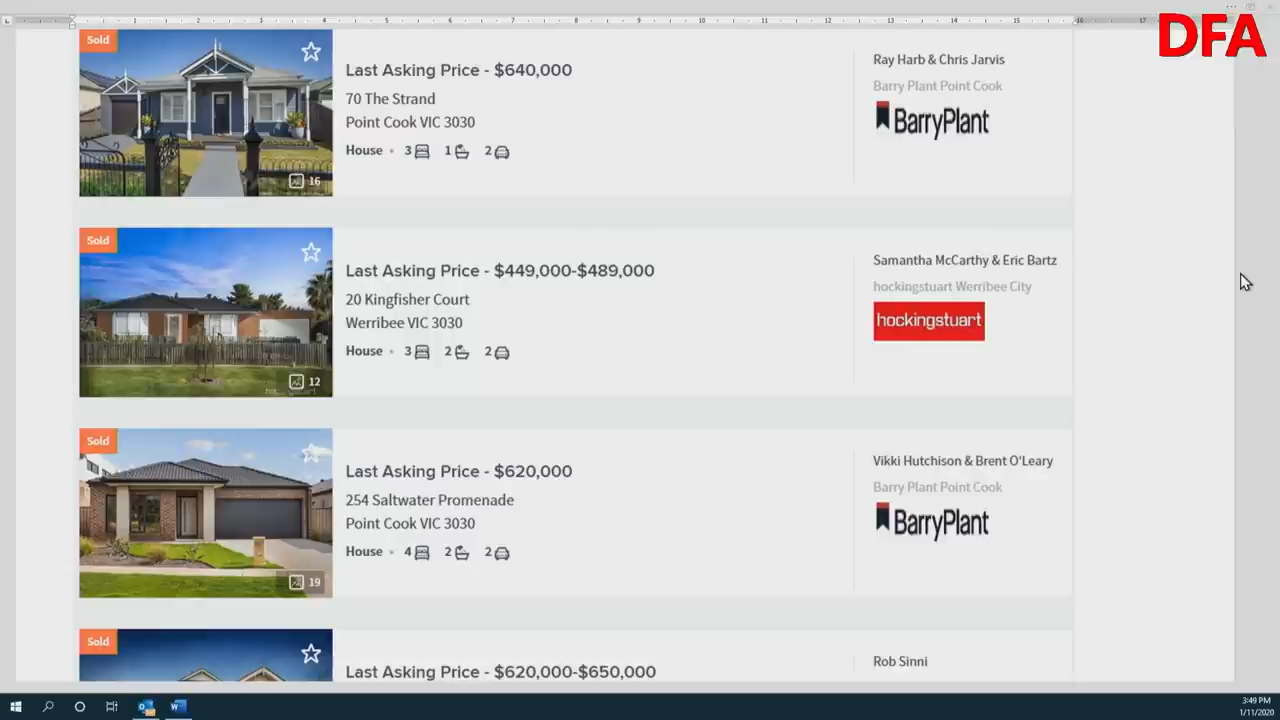 DFA
Sold
Last Asking Price - $640,000
70 The Strand
Point Cook VIC 3030
House • 3 1 2
16
Ray Harb & Chris Jarvis
Barry Plant Point Cook
BarryPlant
Sold
Last Asking Price - $449,000-$489,000
20 Kingfisher Court
Werribee VIC 3030
House • 3 2 2
12
Samantha McCarthy & Eric Bartz
hockingstuart Werribee City
hockingstuart
Sold
Last Asking Price - $620,000
254 Saltwater Promenade
Point Cook VIC 3030
House • 4 2 2
19
Vikki Hutchison & Brent O'Leary
Barry Plant Point Cook
BarryPlant
Sold
Last Asking Price - $620,000-$650,000
Rob Sinni
3:49 PM
1/11/2020